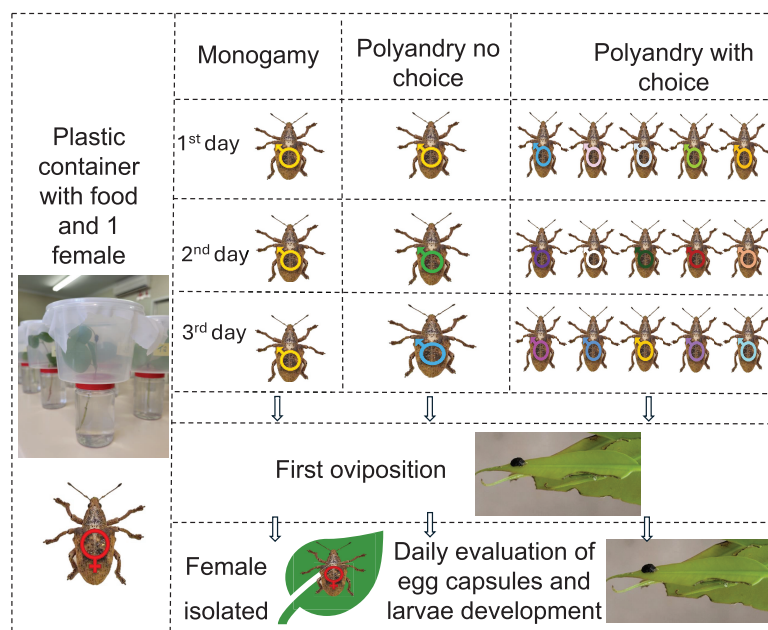 Monogamy
Polyandry no
choice
Polyandry with
choice
Plastic
container
with food
and 1
female
1st day
2nd day
3rd day
First oviposition
Female
isolated
Daily evaluation of
egg capsules and
larvae development